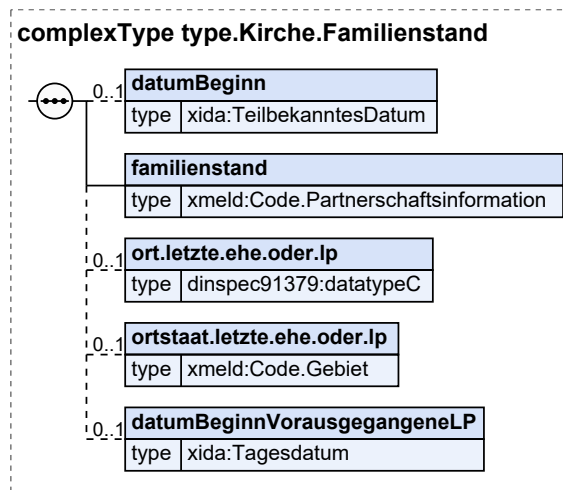 complexType type.Kirche.Familienstand
0..1 datumBeginn
type xida:TeilbekanntesDatum
familienstand
type xmeld:Code.Partnerschaftsinformation
0..1 ort.letzte.ehe.oder.lp
type dinspec91379:datatypeC
0..1 ortstaat.letzte.ehe.oder.lp
type xmeld:Code.Gebiet
0..1 datumBeginnVorausgegangeneLP
type xida:Tagesdatum